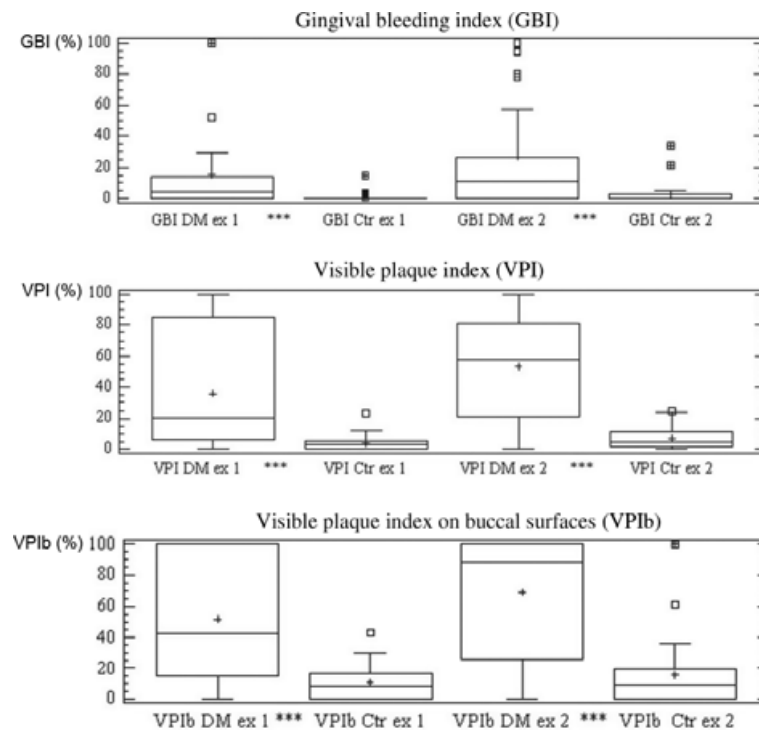 Gingival bleeding index (GBI)
GBI (%)
100
80
60
40
20
0
GBI DM ex 1 *** GBI Ctr ex 1 GBI DM ex 2 *** GBI Ctr ex 2
Visible plaque index (VPI)
VPI (%)
100
80
60
40
20
0
VPI DM ex 1 *** VPI Ctr ex 1 VPI DM ex 2 *** VPI Ctr ex 2
Visible plaque index on buccal surfaces (VPIb)
VPIb (%)
100
80
60
40
20
0
VPIb DM ex 1 *** VPIb Ctr ex 1 VPIb DM ex 2 *** VPIb Ctr ex 2